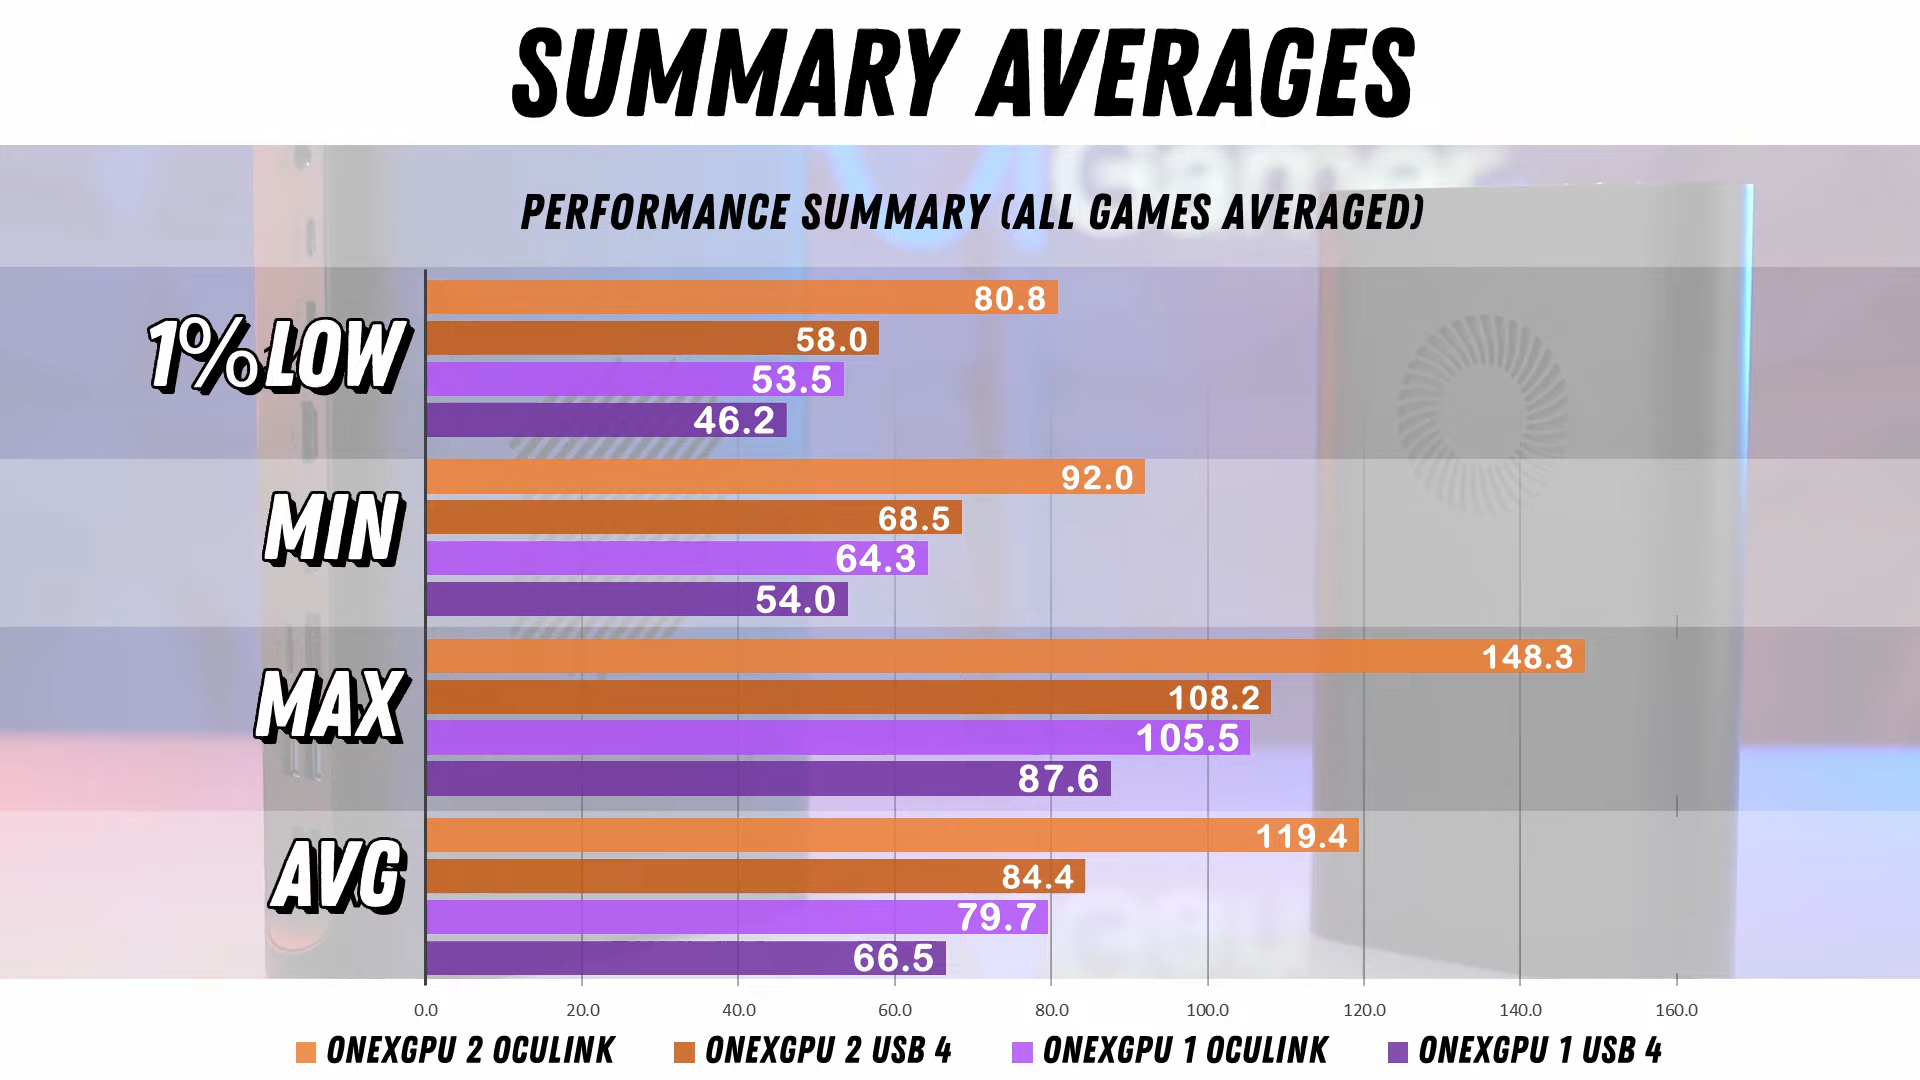 SUMMARY AVERAGES
Gamer
PERFORMANCE SUMMARY (ALL GAMES AVERAGED)
1% LOW
80.8
58.0
53.5
46.2
MIN
92.0
68.5
64.3
54.0
MAX
148.3
108.2
105.5
87.6
AVG
119.4
84.4
79.7
66.5
0.0 20.0 40.0 60.0 80.0 100.0 120.0 140.0 160.0
ONEXGPU 2 OCULINK ONEXGPU 2 USB 4 ONEXGPU 1 OCULINK ONEXGPU 1 USB 4